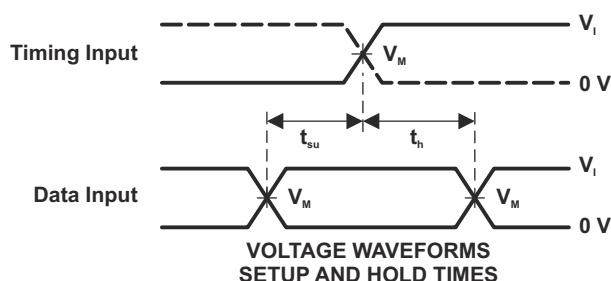 V_I
Timing Input
V_M
0 V
t_su
t_h
V_I
Data Input
V_M
V_M
0 V
VOLTAGE WAVEFORMS
SETUP AND HOLD TIMES